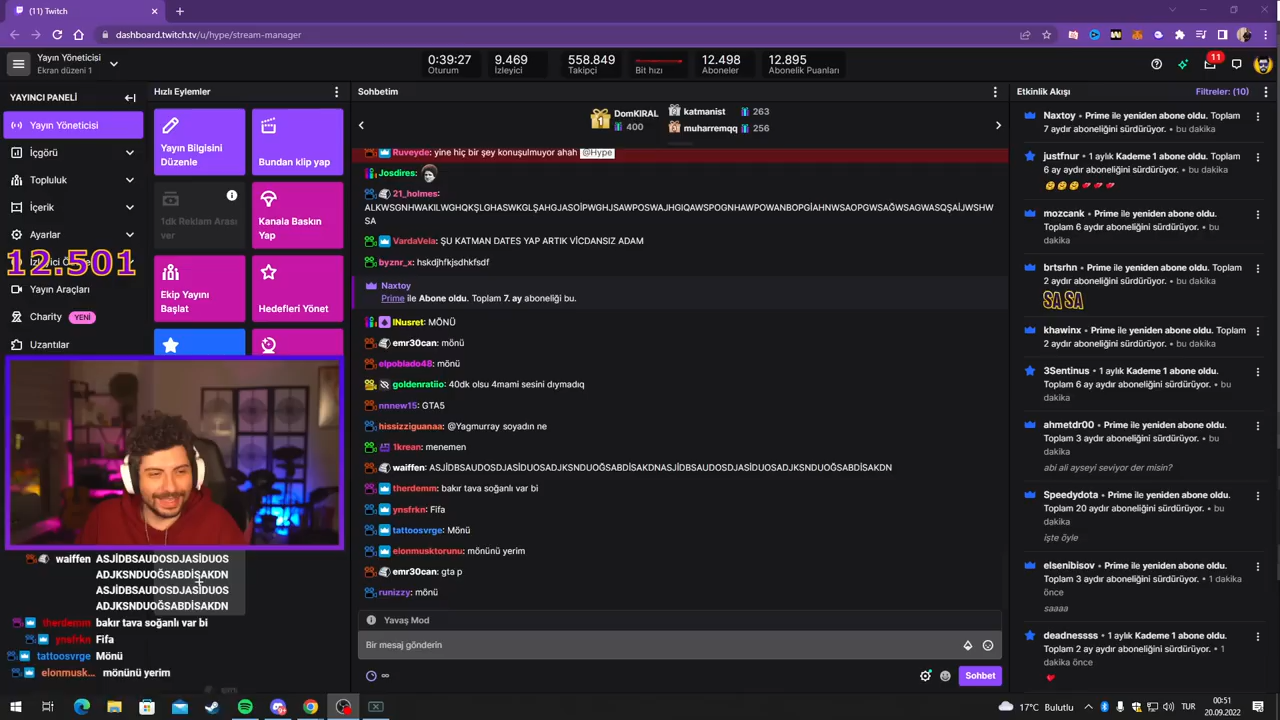 (11) Twitch
dashboard.twitch.tv/u/hype/stream-manager
Yayın Yöneticisi
Ekran düzeni 1
0:39:27
Oturum
9.469
İzleyici
558.849
Takipçi
Bit hızı
12.498
Aboneler
12.895
Abonelik Puanları
11
YAYINCI PANELİ
Yayın Yöneticisi
İçgörü
Topluluk
İçerik
Ayarlar
12.501
Yayın Araçları
Charity YENİ
Uzantılar
Hızlı Eylemler
Yayın Bilgisini
Düzenle
Bundan klip yap
1dk Reklam Arası
ver
Kanala Baskın
Yap
Ekip Yayını
Başlat
Hedefleri Yönet
waiffen ASJİDBSAUDOSDJASİDUOS
ADJKSNDUOĞSABDİSAKDN
ASJİDBSAUDOSDJASİDUOS
ADJKSNDUOĞSABDİSAKDN
therdemm bakır tava soğanlı var bi
ynsfrkn Fifa
tattoosvrge Mönü
elonmusk... mönünü yerim
Sohbetim
1 DomKIRAL
400
katmanist 263
muharremqq 256
Ruveyde: yine hiç bir şey konuşulmuyor ahah @Hype
Josdires:
21_holmes:
ALKWSGNHWAKILWGHQKŞLGHASWKGLŞAHGJASOİPWGHJSAWPOSWAJHGIQAWSPOGNHAWPOWANBOPGİAHNWSAOPGWSAĞWSAGWASQŞAİJWSHW
SA
VardaVela: ŞU KATMAN DATES YAP ARTIK VİCDANSIZ ADAM
byznr_x: hskdjhfkjsdhkfsdf
Naxtoy
Prime ile Abone oldu. Toplam 7. ay aboneliği bu.
INusret: MÖNÜ
emr30can: mönü
elpoblado48: mönü
goldenratiio: 40dk olsu 4mami sesini dıymadıq
nnnew15: GTA5
hissizziguanaa: @Yagmurray soyadın ne
1krean: menemen
waiffen: ASJİDBSAUDOSDJASİDUOSADJKSNDUOĞSABDİSAKDNASJİDBSAUDOSDJASİDUOSADJKSNDUOĞSABDİSAKDN
therdemm: bakır tava soğanlı var bi
ynsfrkn: Fifa
tattoosvrge: Mönü
elonmusktorunu: mönünü yerim
emr30can: gta p
runizzy: mönü
Yavaş Mod
Bir mesaj gönderin
Sohbet
Etkinlik Akışı
Filtreler: (10)
Naxtoy • Prime ile yeniden abone oldu. Toplam
7 aydır aboneliğini sürdürüyor. • bu dakika
justfnur • 1 aylık Kademe 1 abone oldu. Toplam
6 ay aydır aboneliğini sürdürüyor. • bu dakika
mozcank • Prime ile yeniden abone oldu.
Toplam 6 aydır aboneliğini sürdürüyor. • bu
dakika
brtsrhn • Prime ile yeniden abone oldu. Toplam
2 aydır aboneliğini sürdürüyor. • bu dakika
SA SA
khawinx • Prime ile yeniden abone oldu. Toplam
2 aydır aboneliğini sürdürüyor. • bu dakika
3Sentinus • 1 aylık Kademe 1 abone oldu.
Toplam 6 ay aydır aboneliğini sürdürüyor. • bu
dakika
ahmetdr00 • Prime ile yeniden abone oldu.
Toplam 3 aydır aboneliğini sürdürüyor. • bu
dakika
abi ali ayseyi seviyor der misin?
Speedydota • Prime ile yeniden abone oldu.
Toplam 20 aydır aboneliğini sürdürüyor. • bu
dakika
işte öyle
elsenibisov • Prime ile yeniden abone oldu.
Toplam 3 aydır aboneliğini sürdürüyor. • 1 dakika
önce
saaaa
deadnessss • 1 aylık Kademe 1 abone oldu.
Toplam 2 ay aydır aboneliğini sürdürüyor. • 1
dakika önce
17°C Bulutlu
TUR
00:51
20.09.2022